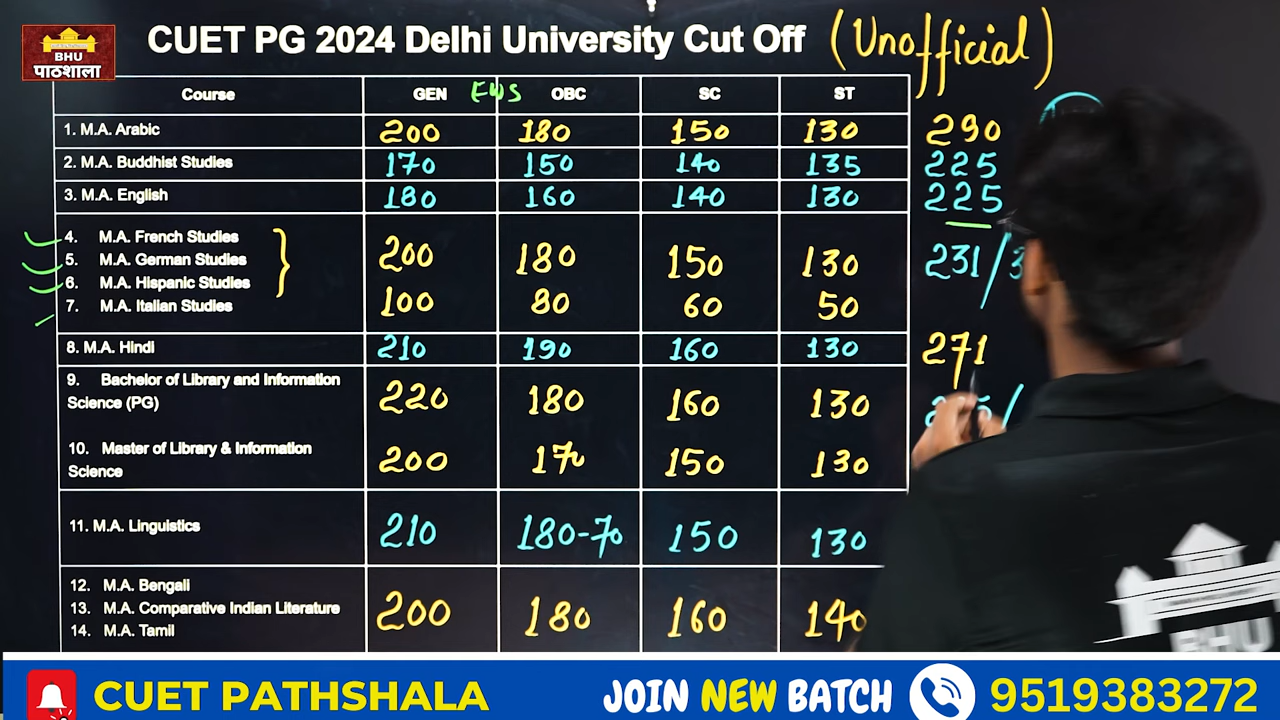 BHU
पाठशाला
CUET PG 2024 Delhi University Cut Off (Unofficial)
Course GEN EWS OBC SC ST
1. M.A. Arabic 200 180 150 130 290
2. M.A. Buddhist Studies 170 150 140 135 225
3. M.A. English 180 160 140 130 225
4. M.A. French Studies
5. M.A. German Studies 200 180 150 130 231/3
6. M.A. Hispanic Studies
7. M.A. Italian Studies 100 80 60 50
8. M.A. Hindi 210 190 160 130 271
9. Bachelor of Library and Information
Science (PG) 220 180 160 130
10. Master of Library & Information
Science 200 170 150 130
11. M.A. Linguistics 210 180-70 150 130
12. M.A. Bengali
13. M.A. Comparative Indian Literature 200 180 160 140
14. M.A. Tamil
BHU
CUET PATHSHALA JOIN NEW BATCH 9519383272